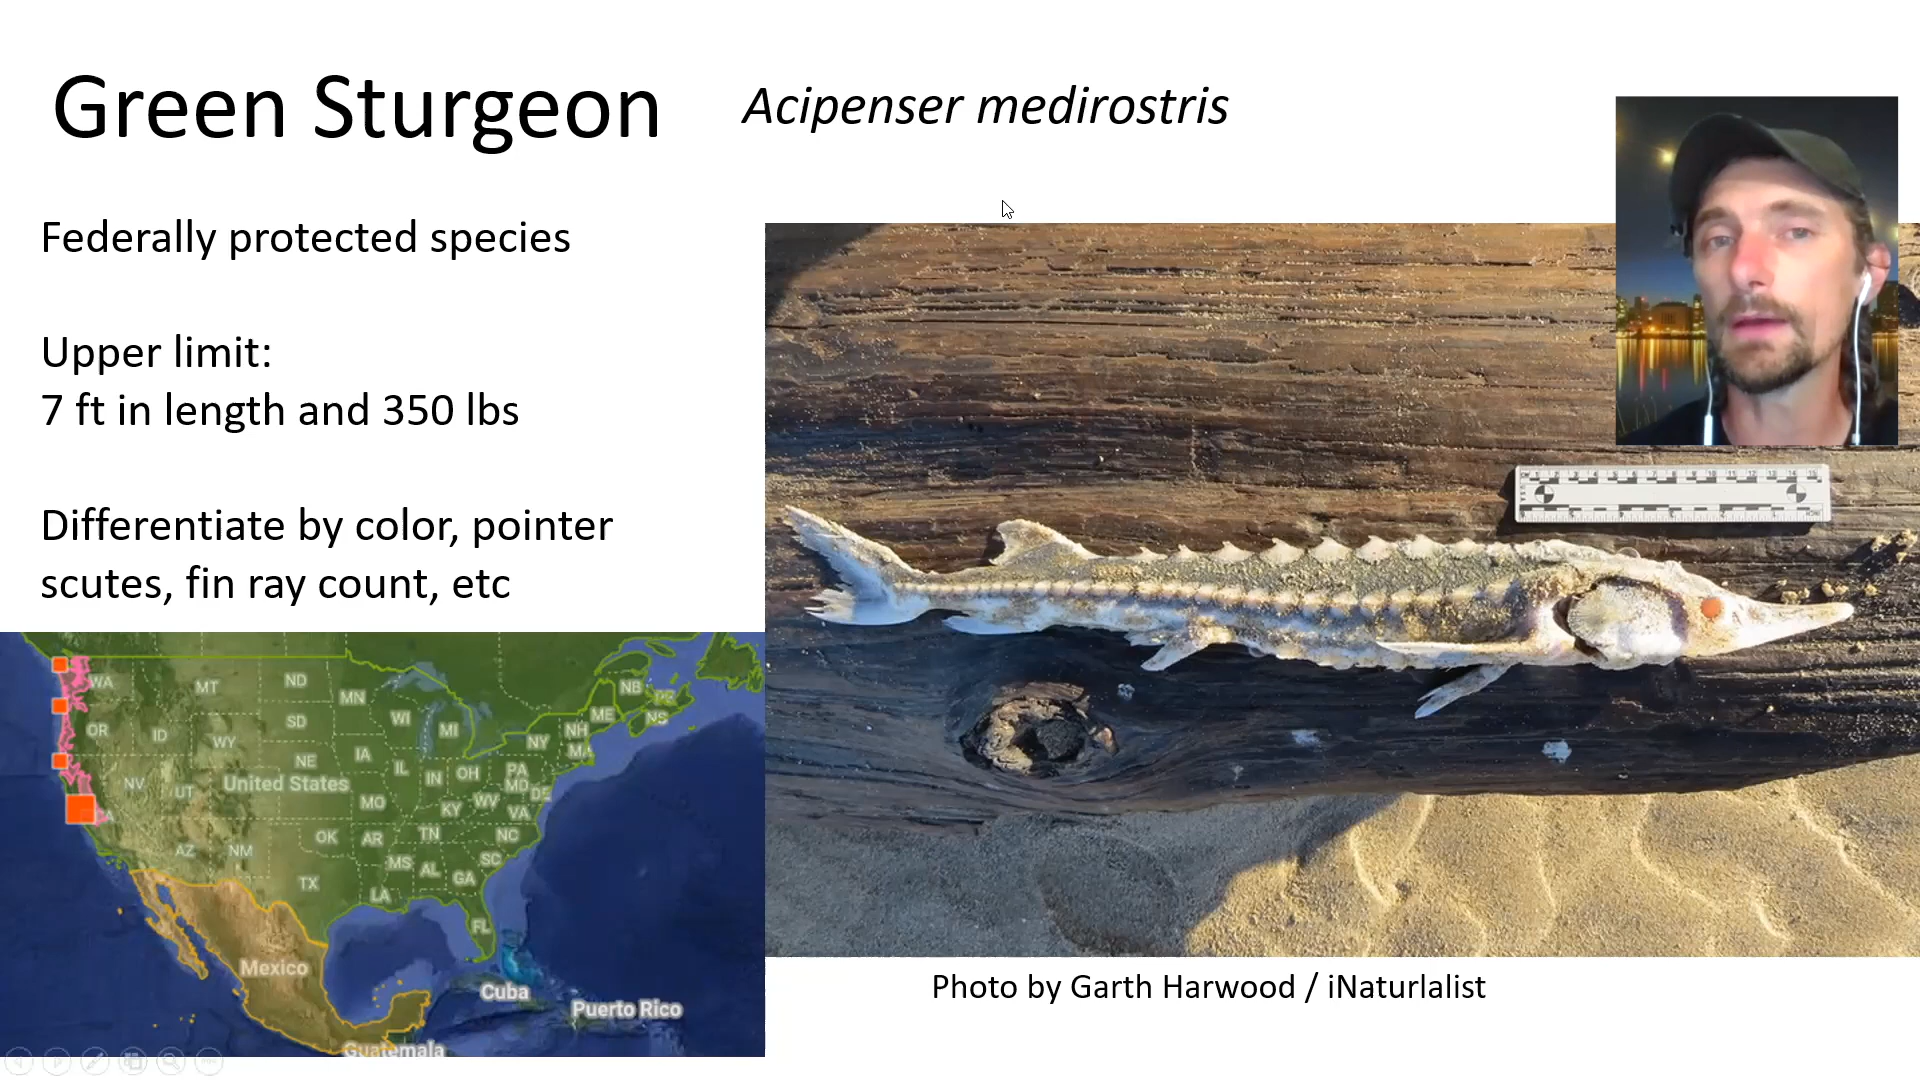 Green Sturgeon
Acipenser medirostris
Federally protected species
Upper limit:
7 ft in length and 350 lbs
Differentiate by color, pointer
scutes, fin ray count, etc
WA
MT
ND
MN
OR
ID
SD
WI
MI
NB
PE
ME
NS
WY
NH
NY
MA
NE
IA
NV
UT
United States
IL
IN
OH
PA
MD
DE
MO
KY
WV
VA
CA
OK
AR
TN
NC
AZ
NM
MS
AL
SC
GA
TX
LA
FL
Mexico
Cuba
Puerto Rico
Guatemala
Photo by Garth Harwood / iNaturlalist